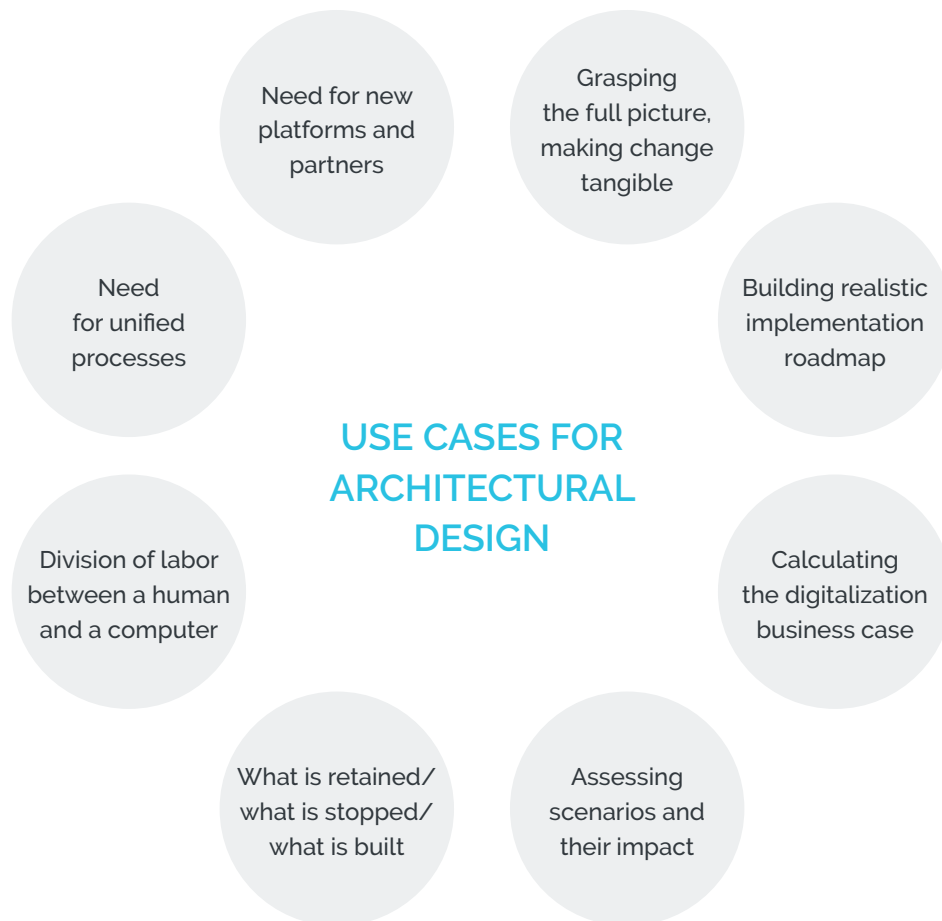 Need for new
platforms and
partners
Grasping
the full picture,
making change
tangible
Need
for unified
processes
Building realistic
implementation
roadmap
USE CASES FOR
ARCHITECTURAL
DESIGN
Division of labor
between a human
and a computer
Calculating
the digitalization
business case
What is retained/
what is stopped/
what is built
Assessing
scenarios and
their impact